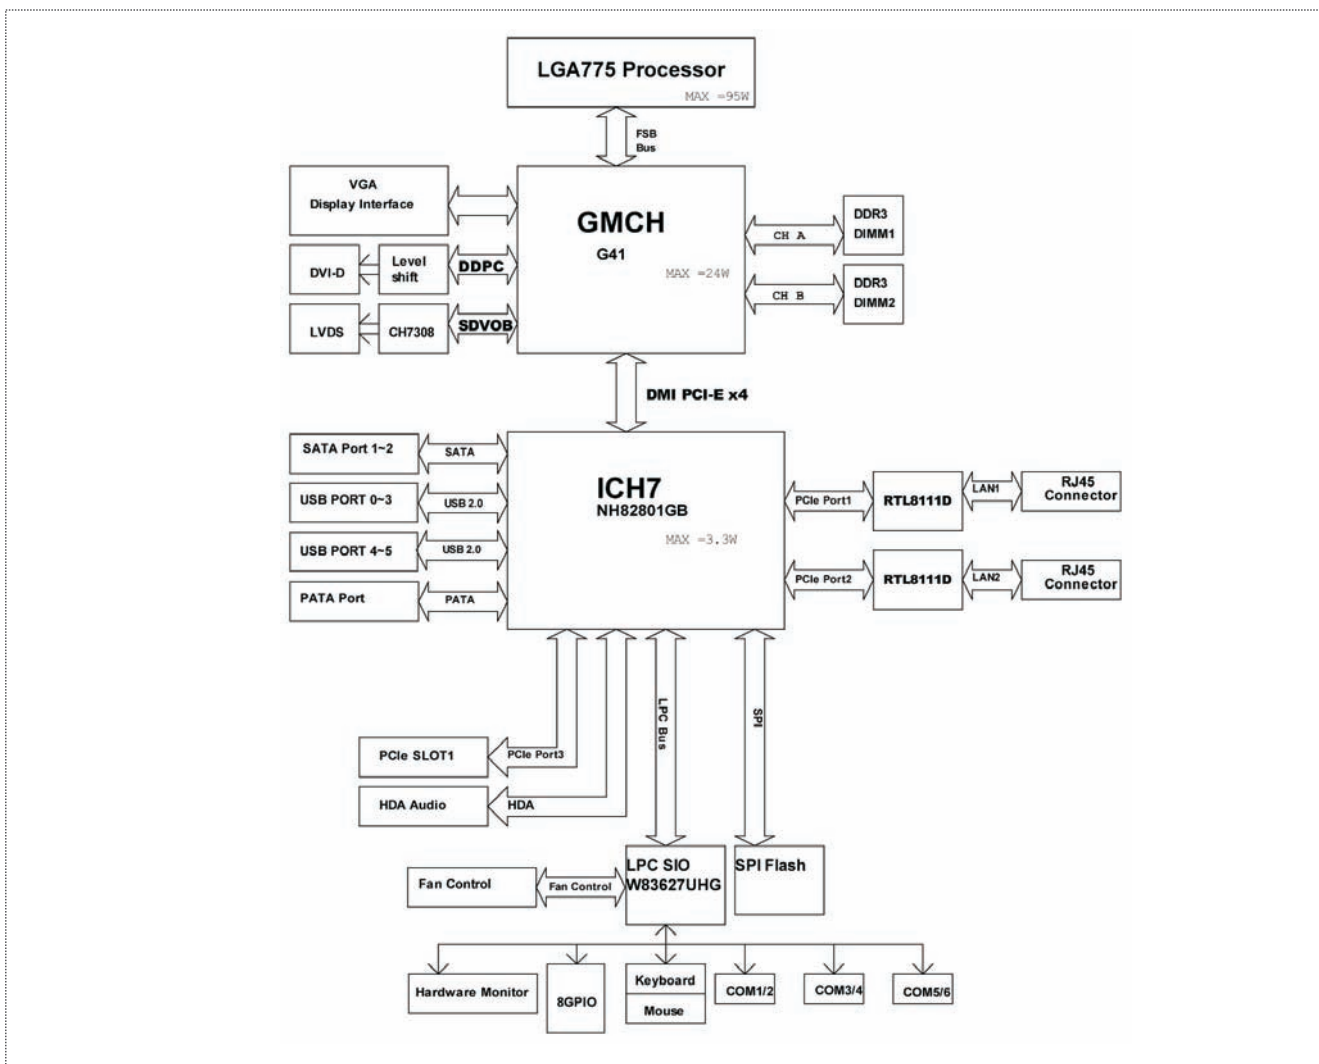 LGA775 Processor
MAX =95W
FSB
Bus
VGA
Display Interface
GMCH
G41
MAX =24W
CH A
DDR3
DIMM1
DVI-D
Level
shift
DDPC
CH B
DDR3
DIMM2
LVDS
CH7308
SDVOB
DMI PCI-E x4
SATA Port 1~2
SATA
USB PORT 0~3
USB 2.0
USB PORT 4~5
USB 2.0
PATA Port
PATA
ICH7
NH82801GB
MAX =3.3W
PCIe Port1
RTL8111D
LAN1
RJ45
Connector
PCIe Port2
RTL8111D
LAN2
RJ45
Connector
LPC Bus
SPI
PCIe SLOT1
PCIe Port3
HDA Audio
HDA
Fan Control
Fan Control
LPC SIO
W83627UHG
SPI Flash
Hardware Monitor
8GPIO
Keyboard
Mouse
COM1/2
COM3/4
COM5/6